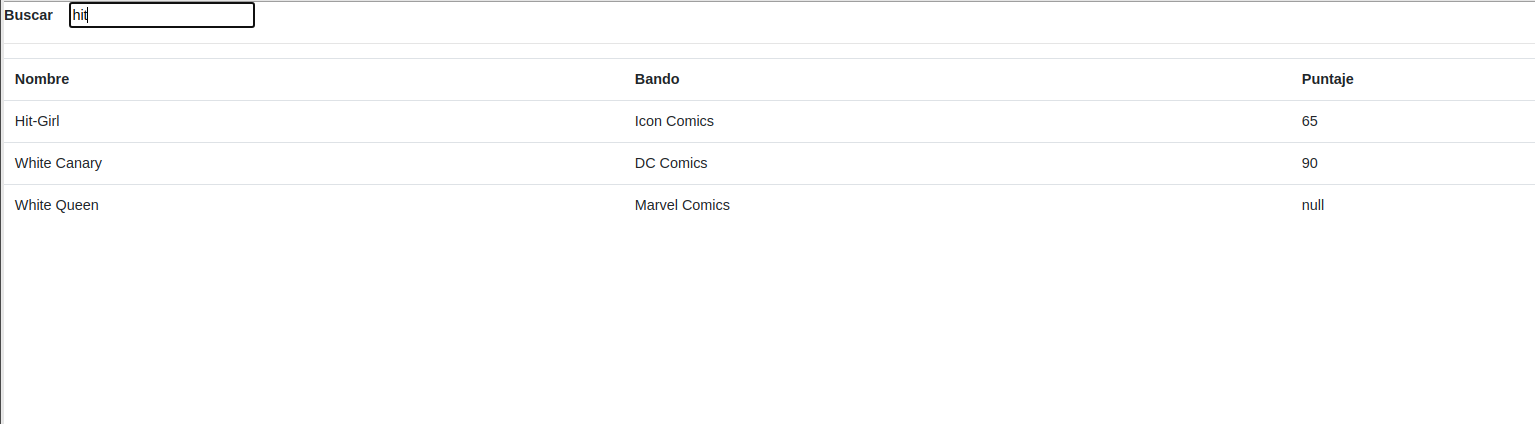 Buscar hit
Nombre Bando Puntaje
Hit-Girl Icon Comics 65
White Canary DC Comics 90
White Queen Marvel Comics null